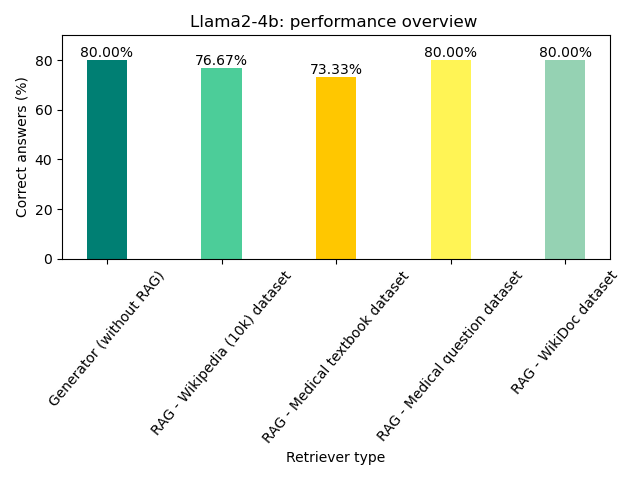 Llama2-4b: performance overview
80.00%
76.67%
73.33%
80.00%
80.00%
Correct answers (%)
80
60
40
20
0
Generator (without RAG)
RAG - Wikipedia (10k) dataset
RAG - Medical textbook dataset
RAG - Medical question dataset
RAG - WikiDoc dataset
Retriever type